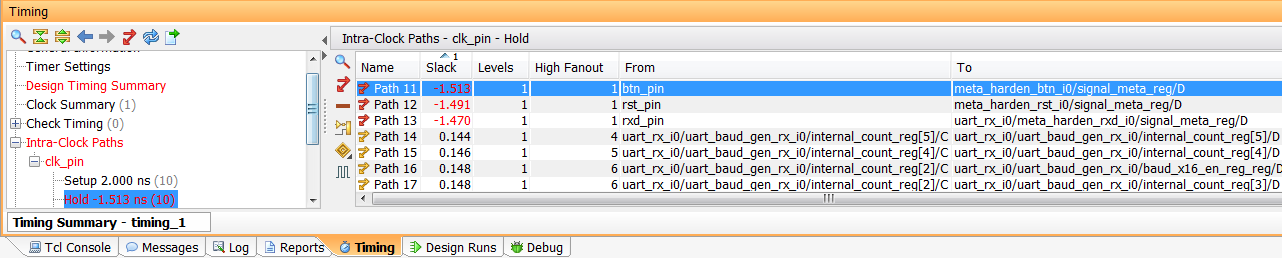 Timing
Intra-Clock Paths - clk_pin - Hold
General Information
Timer Settings
Design Timing Summary
Clock Summary (1)
Check Timing (0)
Intra-Clock Paths
clk_pin
Setup 2.000 ns (10)
Hold -1.513 ns (10)
Name Slack 1 Levels High Fanout From To
Path 11 -1.513 1 1 btn_pin meta_harden_btn_i0/signal_meta_reg/D
Path 12 -1.491 1 1 rst_pin meta_harden_rst_i0/signal_meta_reg/D
Path 13 -1.470 1 1 rxd_pin uart_rx_i0/meta_harden_rxd_i0/signal_meta_reg/D
Path 14 0.144 1 4 uart_rx_i0/uart_baud_gen_rx_i0/internal_count_reg[5]/C uart_rx_i0/uart_baud_gen_rx_i0/internal_count_reg[5]/D
Path 15 0.146 1 5 uart_rx_i0/uart_baud_gen_rx_i0/internal_count_reg[4]/C uart_rx_i0/uart_baud_gen_rx_i0/internal_count_reg[4]/D
Path 16 0.148 1 6 uart_rx_i0/uart_baud_gen_rx_i0/internal_count_reg[2]/C uart_rx_i0/uart_baud_gen_rx_i0/baud_x16_en_reg_reg/D
Path 17 0.148 1 6 uart_rx_i0/uart_baud_gen_rx_i0/internal_count_reg[2]/C uart_rx_i0/uart_baud_gen_rx_i0/internal_count_reg[3]/D
Timing Summary - timing_1
Tcl Console Messages Log Reports Timing Design Runs Debug